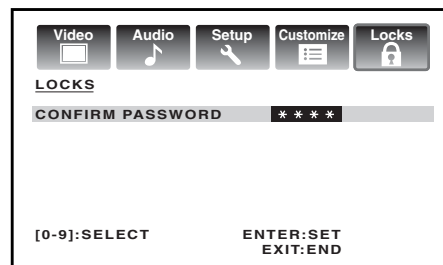 Video Audio Setup Customize Locks
LOCKS
CONFIRM PASSWORD ****
[0-9]:SELECT ENTER:SET
EXIT:END